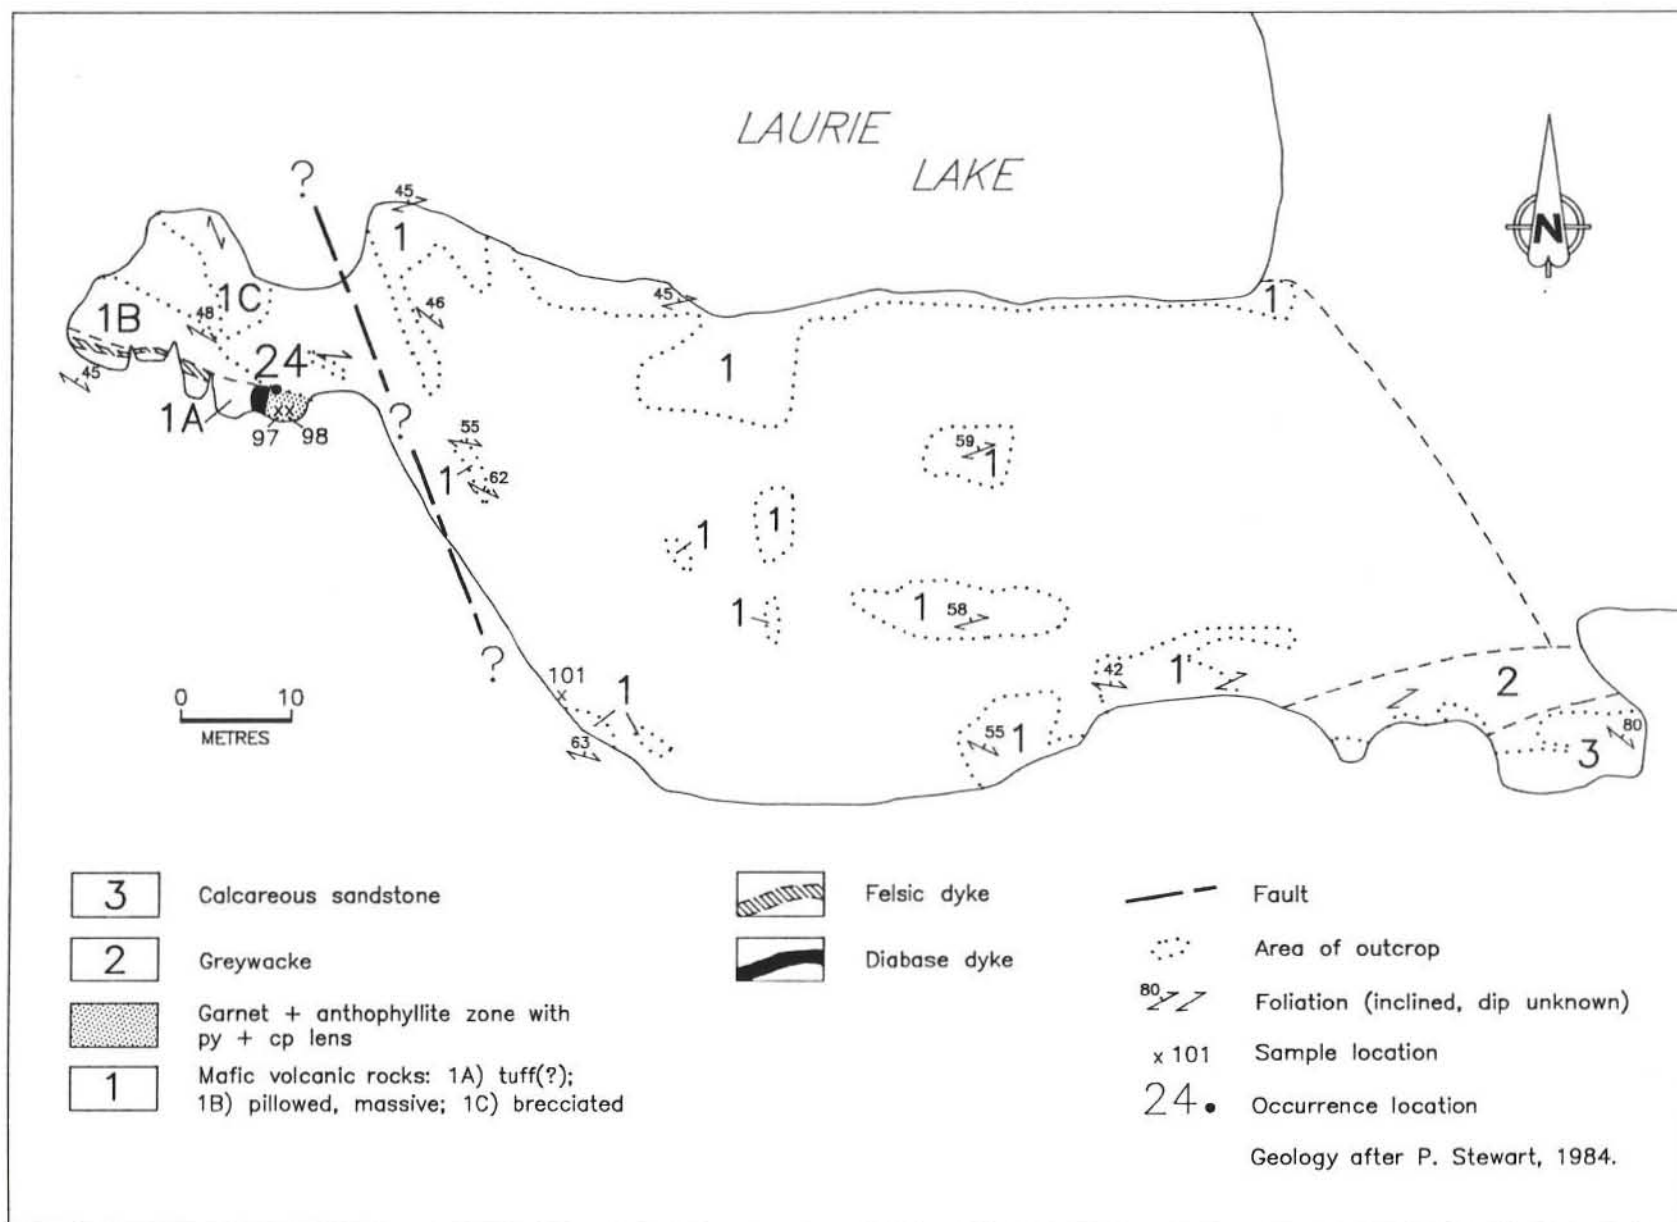 LAURIE
LAKE
N
?
45
1
1C
1B
48
46
45
1
24
45
1A
97 98
?
55
1
62
1
59
1
1
1
1
1 58
?
101
1
63
42
1
55 1
2
80
3
0 10
METRES
3 Calcareous sandstone
2 Greywacke
Garnet + anthophyllite zone with
py + cp lens
1 Mafic volcanic rocks: 1A) tuff(?);
1B) pillowed, massive; 1C) brecciated
Felsic dyke
Diabase dyke
Fault
Area of outcrop
80 Foliation (inclined, dip unknown)
x 101 Sample location
24 Occurrence location
Geology after P. Stewart, 1984.